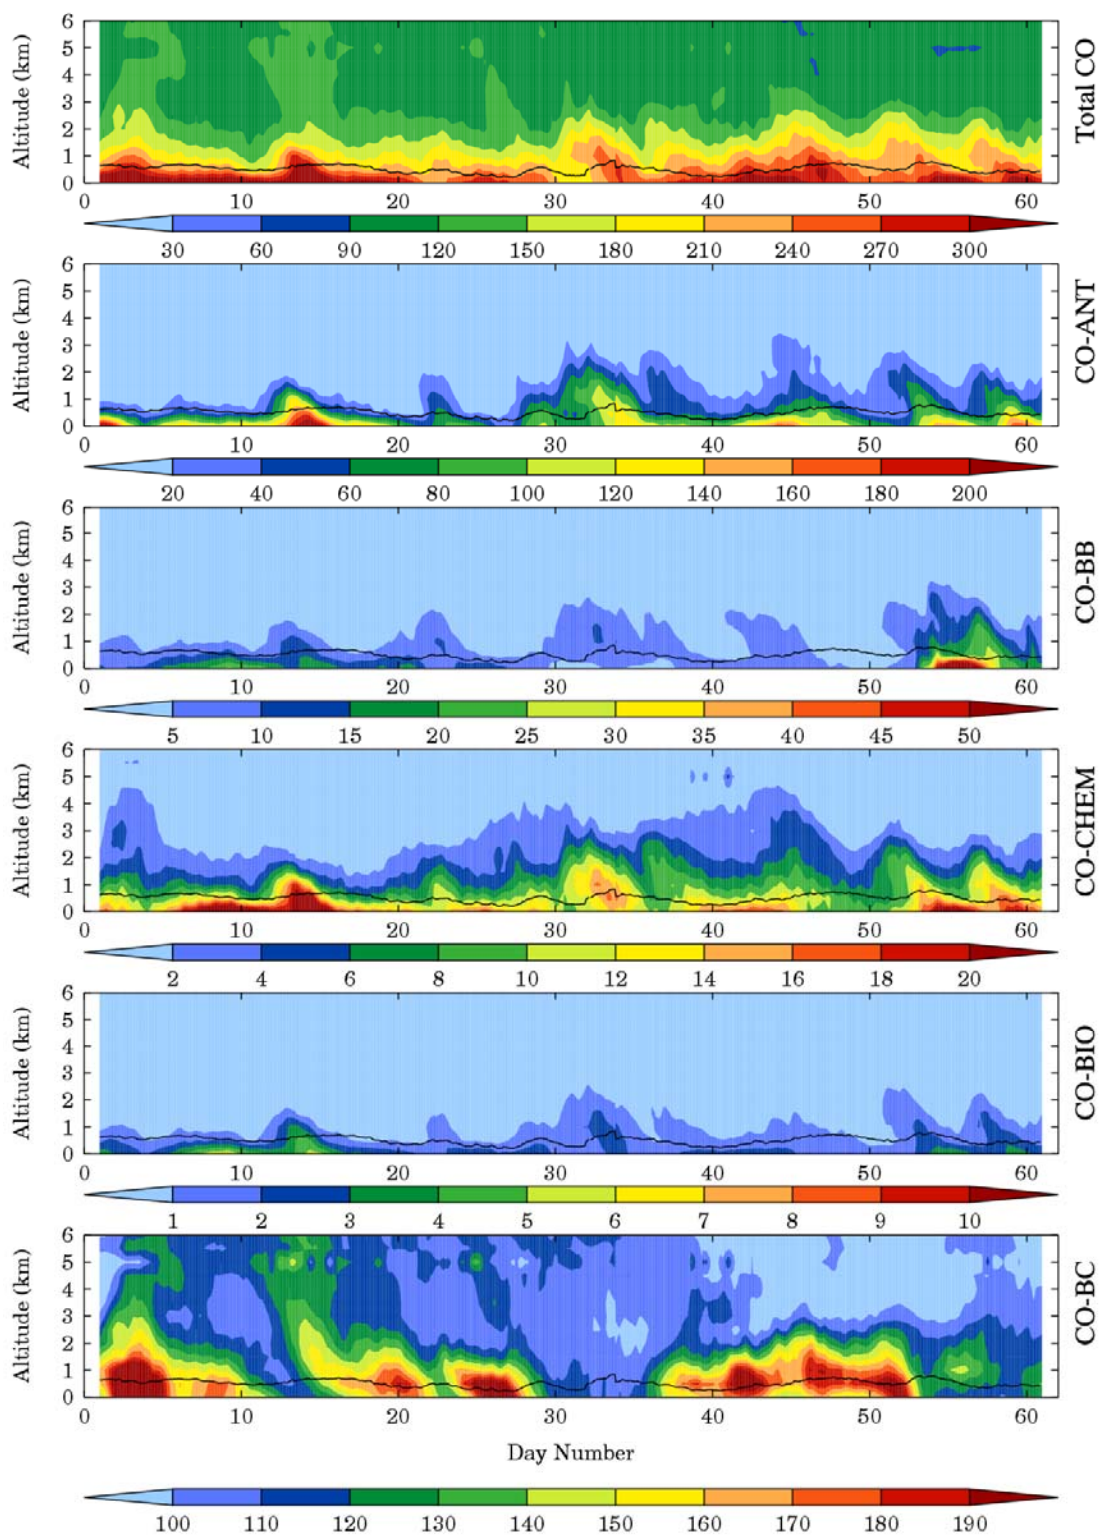 6
5
4
3
2
1
0
Altitude (km)
Total CO
0 10 20 30 40 50 60
30 60 90 120 150 180 210 240 270 300
6
5
4
3
2
1
0
Altitude (km)
CO-ANT
0 10 20 30 40 50 60
20 40 60 80 100 120 140 160 180 200
6
5
4
3
2
1
0
Altitude (km)
CO-BB
0 10 20 30 40 50 60
5 10 15 20 25 30 35 40 45 50
6
5
4
3
2
1
0
Altitude (km)
CO-CHEM
0 10 20 30 40 50 60
2 4 6 8 10 12 14 16 18 20
6
5
4
3
2
1
0
Altitude (km)
CO-BIO
0 10 20 30 40 50 60
1 2 3 4 5 6 7 8 9 10
6
5
4
3
2
1
0
Altitude (km)
CO-BC
0 10 20 30 40 50 60
Day Number
100 110 120 130 140 150 160 170 180 190